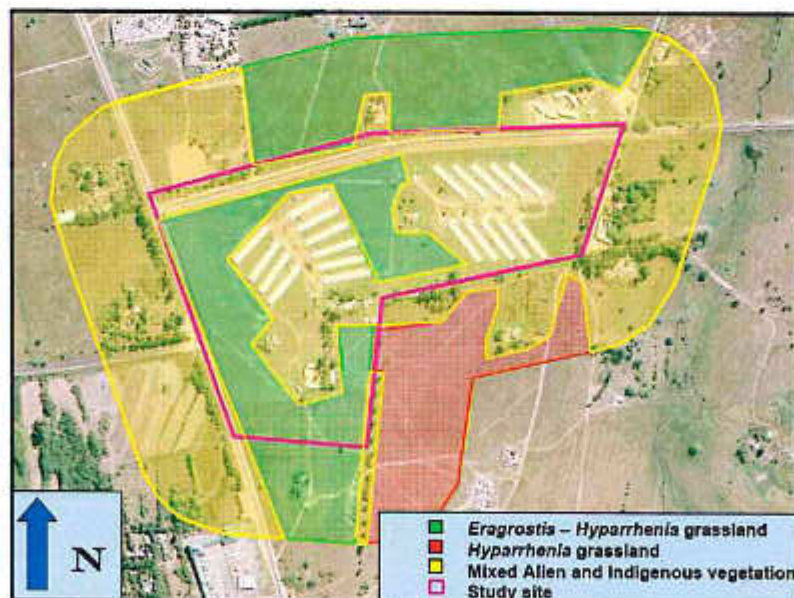 N
Eragrostis – Hyparrhenia grassland
Hyparrhenia grassland
Mixed Alien and Indigenous vegetation
Study site